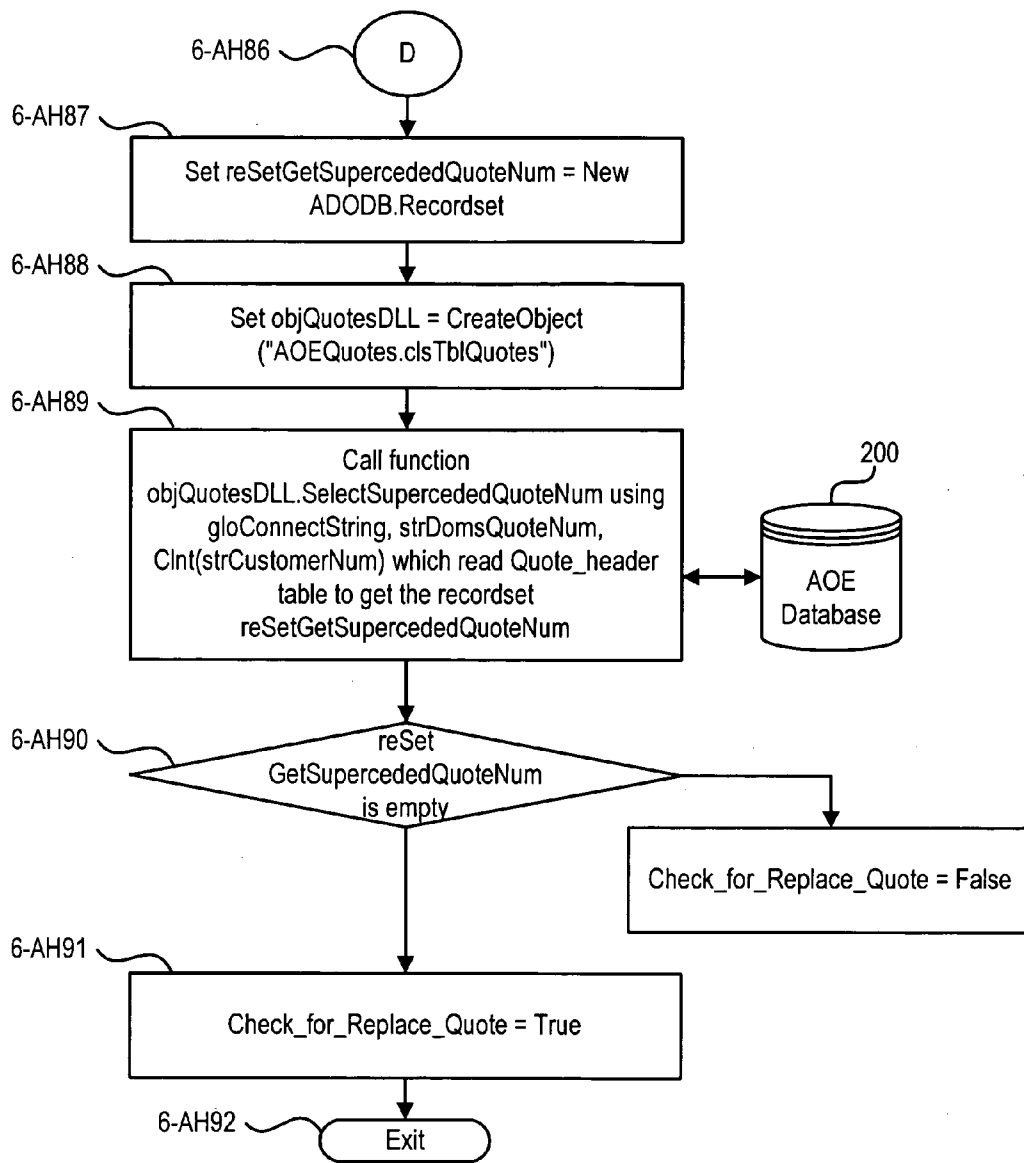 6-AH86
D
6-AH87
Set reSetGetSupercededQuoteNum = New
ADODB.Recordset
6-AH88
Set objQuotesDLL = CreateObject
("AOEQuotes.clsTblQuotes")
6-AH89
Call function
objQuotesDLL.SelectSupercededQuoteNum using
gloConnectString, strDomsQuoteNum,
CInt(strCustomerNum) which read Quote_header
table to get the recordset
reSetGetSupercededQuoteNum
200
AOE
Database
6-AH90
reSet
GetSupercededQuoteNum
is empty
Check_for_Replace_Quote = False
6-AH91
Check_for_Replace_Quote = True
6-AH92
Exit